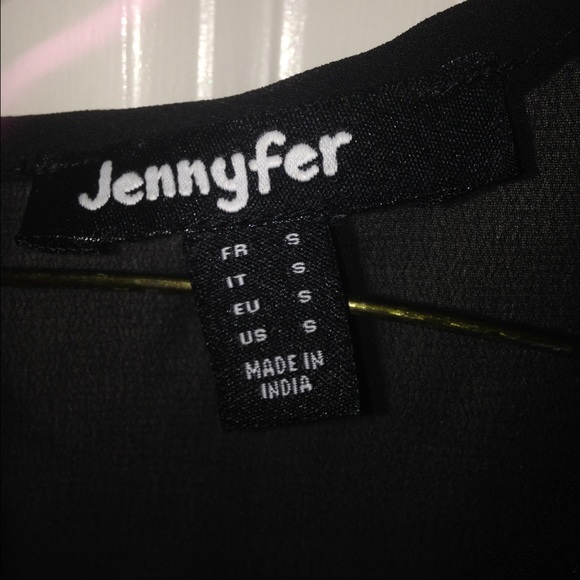 Jennyfer
FR S
IT S
EU S
US S
MADE IN
INDIA